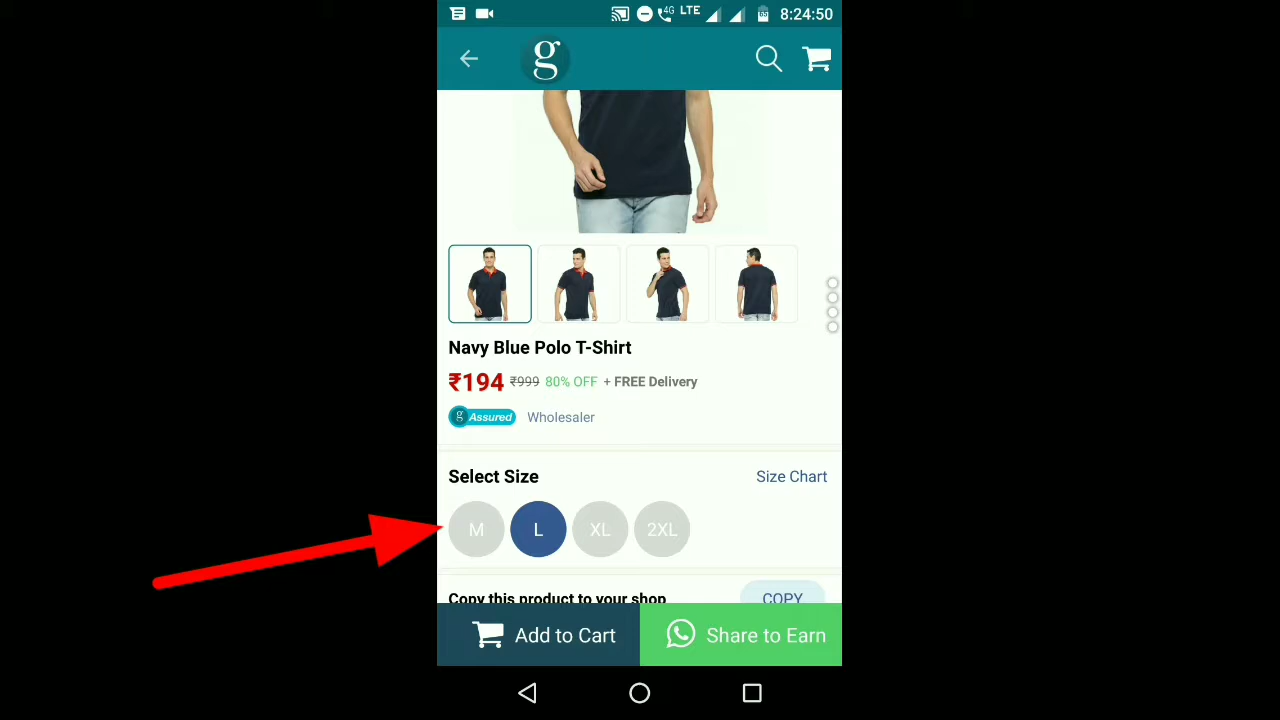 4G LTE 65 8:24:50
g
Navy Blue Polo T-Shirt
₹194 ₹999 80% OFF + FREE Delivery
g Assured Wholesaler
Select Size Size Chart
M L XL 2XL
Copy this product to your shop COPY
Add to Cart Share to Earn